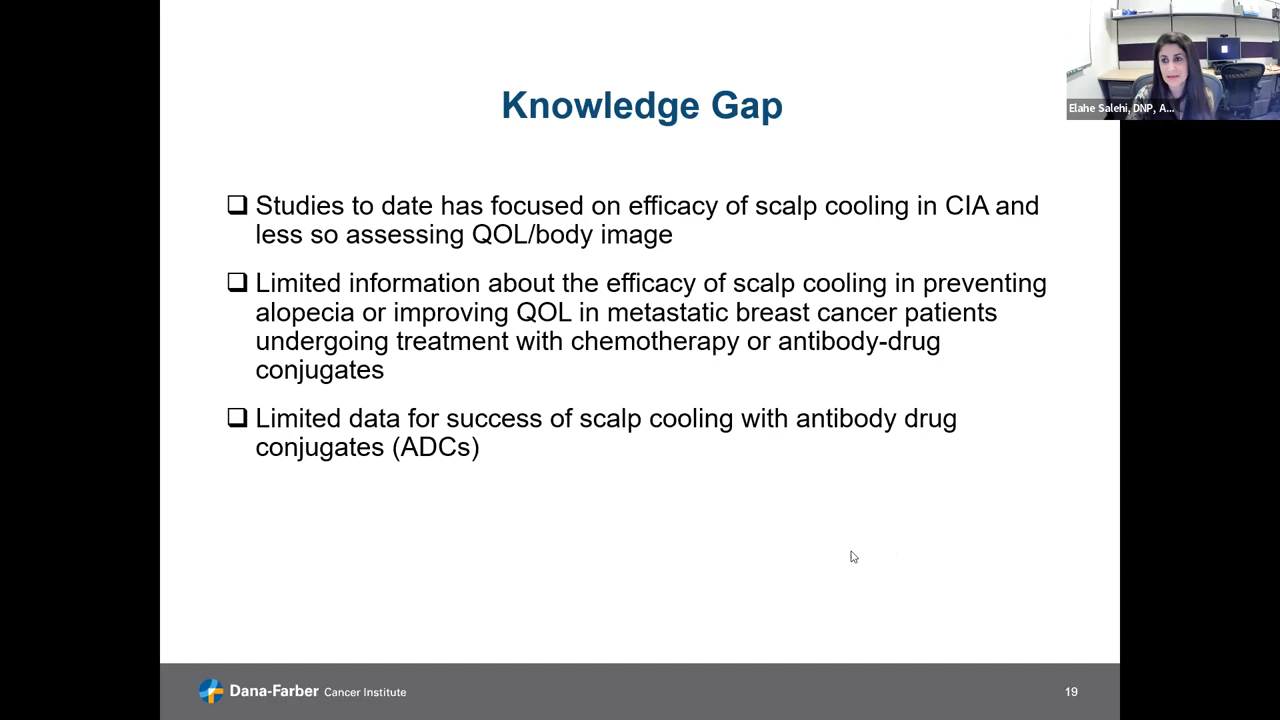 Knowledge Gap
Elahe Salehi, DNP, A...
❑ Studies to date has focused on efficacy of scalp cooling in CIA and
less so assessing QOL/body image
❑ Limited information about the efficacy of scalp cooling in preventing
alopecia or improving QOL in metastatic breast cancer patients
undergoing treatment with chemotherapy or antibody-drug
conjugates
❑ Limited data for success of scalp cooling with antibody drug
conjugates (ADCs)
Dana-Farber Cancer Institute
19